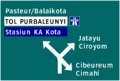 Pasteur/Balaikota
TOL PURBALEUNYI
Stasiun KA Kota
Jatayu
Ciroyom
Cibeureum
Cimahi